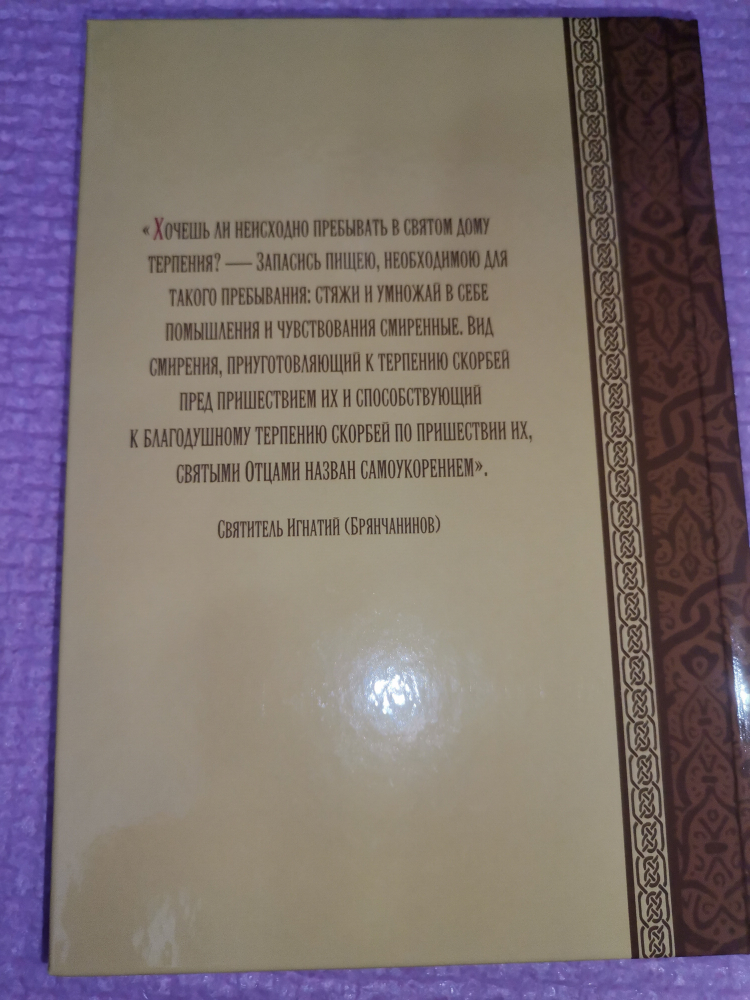 «Хочешь ли неисходно пребывать в святом дому
терпения? — Запасись пищею, необходимою для
такого пребывания: стяжи и умножай в себе
помышления и чувствования смиренные. Вид
смирения, приуготовляющий к терпению скорбей
пред пришествием их и способствующий
к благодушному терпению скорбей по пришествии их,
святыми Отцами назван самоукорением».
Святитель Игнатий (Брянчанинов)